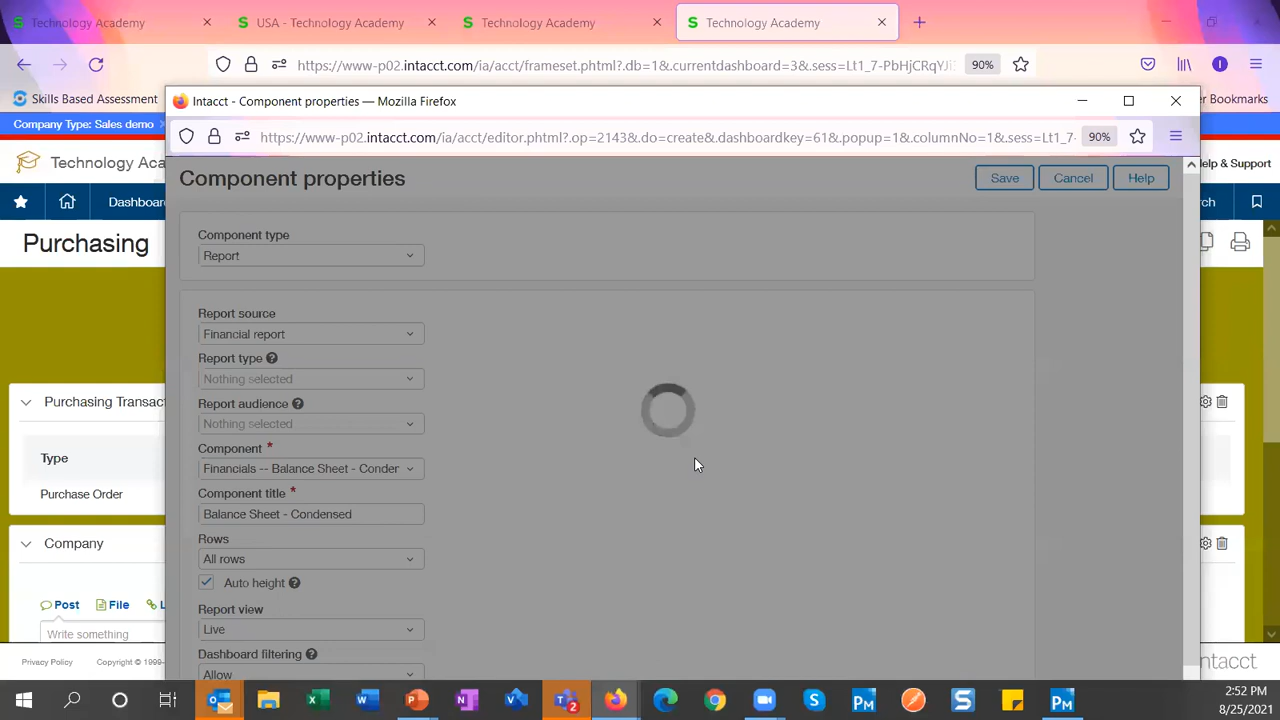 Technology Academy
USA - Technology Academy
Technology Academy
Technology Academy
https://www-p02.intacct.com/ia/acct/frameset.phtml?.db=1&.currentdashboard=3&.sess=Lt1_7-PbHjCRqYJi
90%
Skills Based Assessment
er Bookmarks
Intacct - Component properties — Mozilla Firefox
Company Type: Sales demo
https://www-p02.intacct.com/ia/acct/editor.phtml?.op=2143&.do=create&.dashboardkey=61&.popup=1&.columnNo=1&.sess=Lt1_7-
90%
Technology Aca
elp & Support
Component properties
Save
Cancel
Help
Dashboar
rch
Purchasing
Component type
Report
Report source
Financial report
Report type
Nothing selected
Purchasing Transact
Report audience
Nothing selected
Component *
Type
Financials -- Balance Sheet - Conder
Purchase Order
Component title *
Balance Sheet - Condensed
Company
Rows
All rows
Auto height
Post
File
L
Report view
Live
Write something
Dashboard filtering
Privacy Policy
Copyright © 1999-
ntacct
Allow
2
2:52 PM
8/25/2021